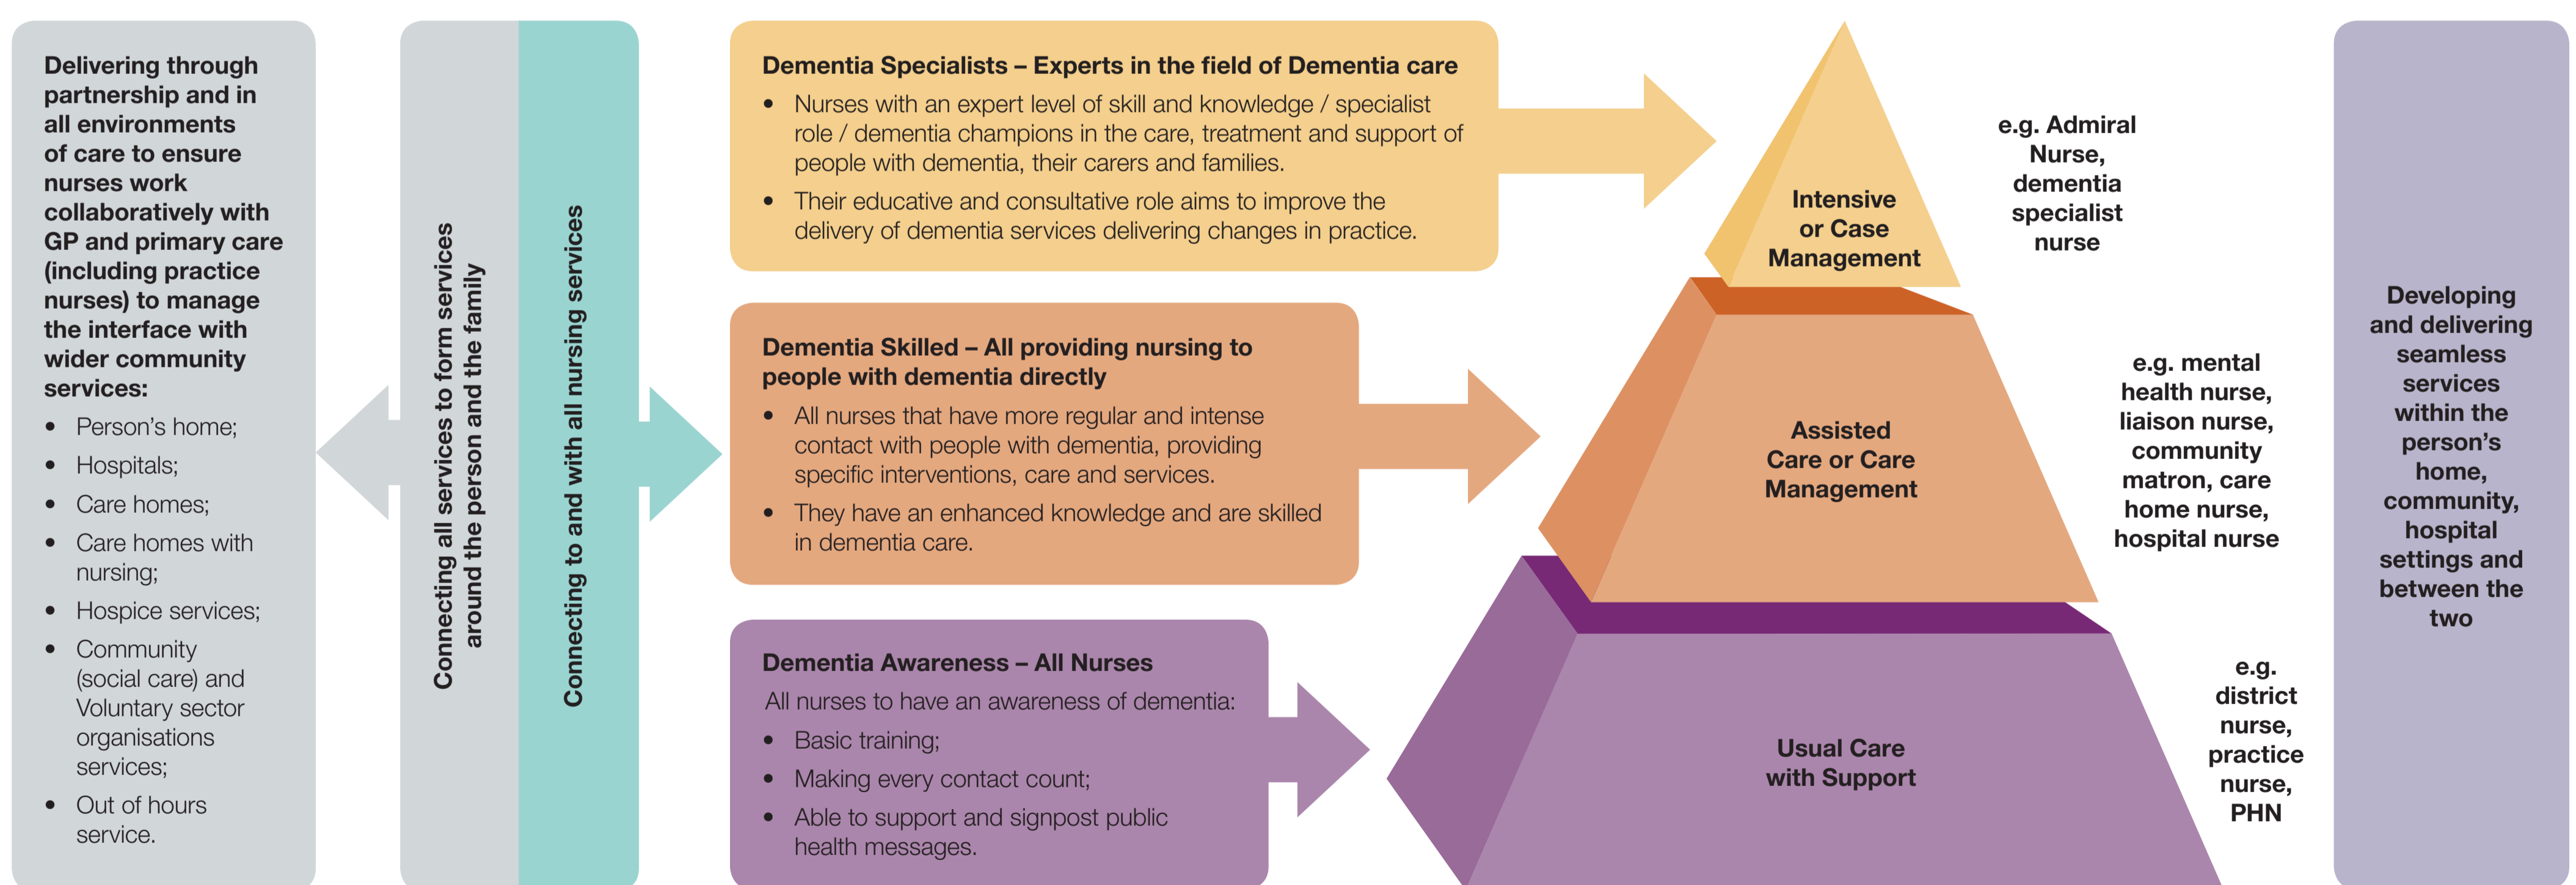 Delivering through
partnership and in
all environments
of care to ensure
nurses work
collaboratively with
GP and primary care
(including practice
nurses) to manage
the interface with
wider community
services:
• Person’s home;
• Hospitals;
• Care homes;
• Care homes with
nursing;
• Hospice services;
• Community
(social care) and
Voluntary sector
organisations
services;
• Out of hours
service.
Connecting all services to form services
around the person and the family
Connecting to and with all nursing services
Dementia Specialists – Experts in the field of Dementia care
• Nurses with an expert level of skill and knowledge / specialist
role / dementia champions in the care, treatment and support of
people with dementia, their carers and families.
• Their educative and consultative role aims to improve the
delivery of dementia services delivering changes in practice.
Dementia Skilled – All providing nursing to
people with dementia directly
• All nurses that have more regular and intense
contact with people with dementia, providing
specific interventions, care and services.
• They have an enhanced knowledge and are skilled
in dementia care.
Dementia Awareness – All Nurses
All nurses to have an awareness of dementia:
• Basic training;
• Making every contact count;
• Able to support and signpost public
health messages.
Intensive
or Case
Management
Assisted
Care or Care
Management
Usual Care
with Support
e.g. Admiral
Nurse,
dementia
specialist
nurse
e.g. mental
health nurse,
liaison nurse,
community
matron, care
home nurse,
hospital nurse
e.g.
district
nurse,
practice
nurse,
PHN
Developing
and delivering
seamless
services
within the
person’s
home,
community,
hospital
settings and
between the
two